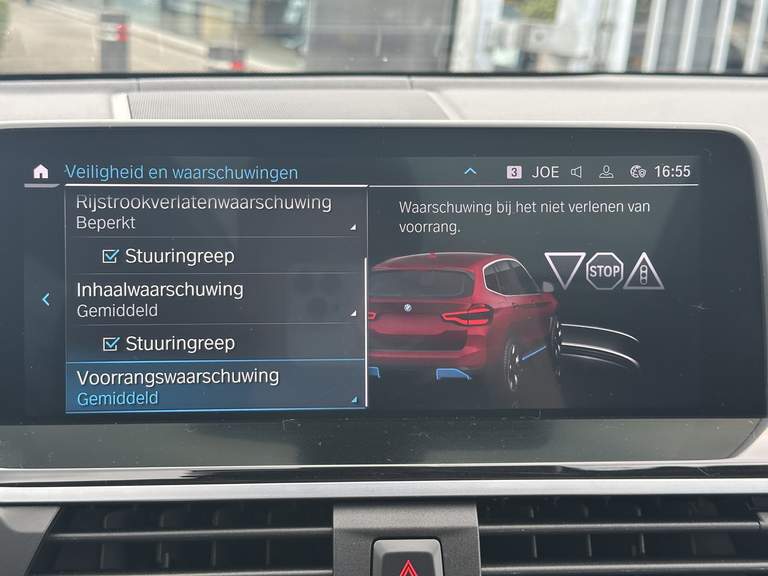 Veiligheid en waarschuwingen
3 JOE 16:55
Rijstrookverlatenwaarschuwing
Beperkt
Stuuringreep
Inhaalwaarschuwing
Gemiddeld
Stuuringreep
Voorrangswaarschuwing
Gemiddeld
Waarschuwing bij het niet verlenen van
voorrang.
STOP